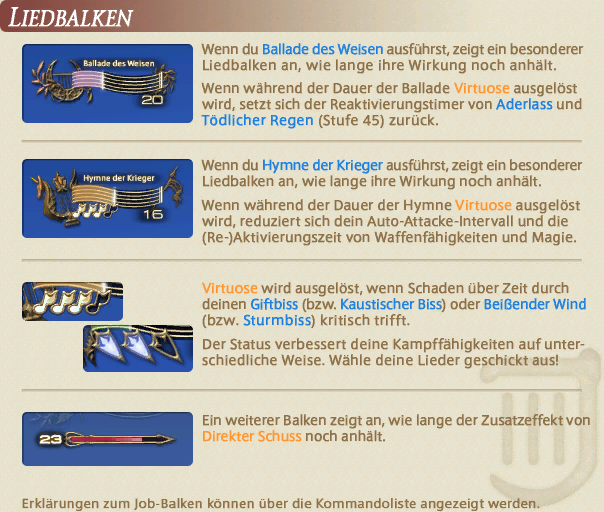 LIEDBALKEN
Ballade des Weisen
20
Wenn du Ballade des Weisen ausführst, zeigt ein besonderer
Liedbalken an, wie lange ihre Wirkung noch anhält.
Wenn während der Dauer der Ballade Virtuose ausgelöst
wird, setzt sich der Reaktivierungstimer von Aderlass und
Tödlicher Regen (Stufe 45) zurück.
Hymne der Krieger
16
Wenn du Hymne der Krieger ausführst, zeigt ein besonderer
Liedbalken an, wie lange ihre Wirkung noch anhält.
Wenn während der Dauer der Hymne Virtuose ausgelöst
wird, reduziert sich dein Auto-Attacke-Intervall und die
(Re-)Aktivierungszeit von Waffenfähigkeiten und Magie.
Virtuose wird ausgelöst, wenn Schaden über Zeit durch
deinen Giftbiss (bzw. Kaustischer Biss) oder Beißender Wind
(bzw. Sturmbiss) kritisch trifft.
Der Status verbessert deine Kampffähigkeiten auf unter-
schiedliche Weise. Wähle deine Lieder geschickt aus!
23
Ein weiterer Balken zeigt an, wie lange der Zusatzeffekt von
Direkter Schuss noch anhält.
Erklärungen zum Job-Balken können über die Kommandoliste angezeigt werden.